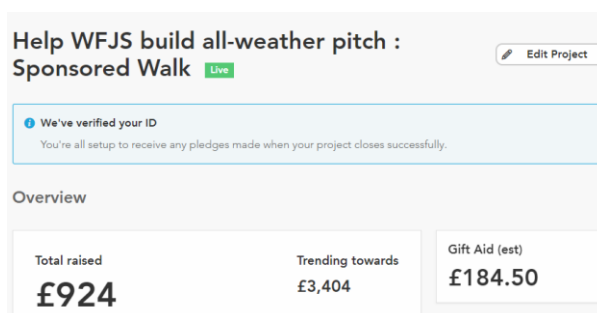 Help WFJS build all-weather pitch :
Sponsored Walk Live
Edit Project
We've verified your ID
You're all setup to receive any pledges made when your project closes successfully.
Overview
Total raised
£924
Trending towards
£3,404
Gift Aid (est)
£184.50